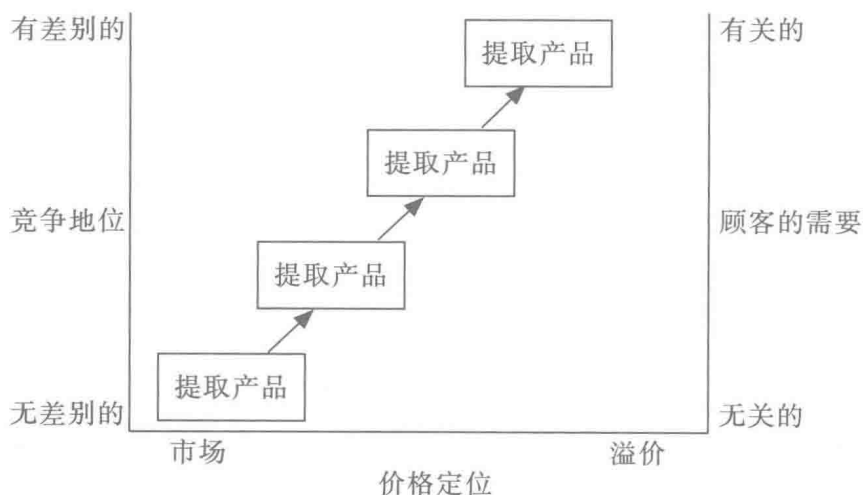 有差别的
提取产品
有关的
提取产品
竞争地位
顾客的需要
提取产品
提取产品
无差别的
无关的
市场
溢价
价格定位